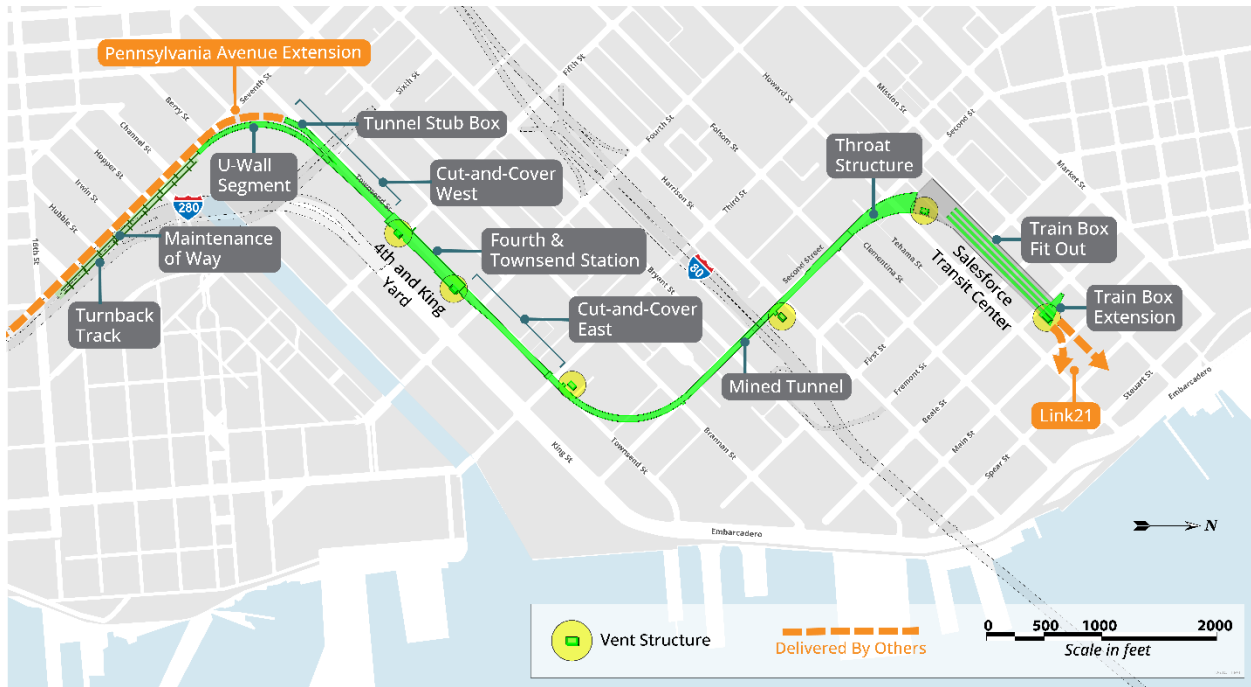 Pennsylvania Avenue Extension
Seventh St
Berry St
Channel St
Hopper St
Irwin St
Hubble St
16th St
Sixth St
Fifth St
Fourth St
Folsom St
Harrison St
Third St
Bryant St
Howard St
Mission St
Second St
Market St
Tunnel Stub Box
U-Wall
Segment
Townsend St
Cut-and-Cover
West
280
Maintenance
of Way
Turnback
Track
4th and King
Yard
Fourth &
Townsend Station
Cut-and-Cover
East
80
Mined Tunnel
Throat
Structure
Second Street
Clementina St
Tehama St
Salesforce
Transit Center
Train Box
Fit Out
Train Box
Extension
Link21
First St
Fremont St
Beale St
Main St
Spear St
Steuart St
Embarcadero
King St
Townsend St
Brannan St
Embarcadero
N
Vent Structure
Delivered By Others
0 500 1000 2000
Scale in feet